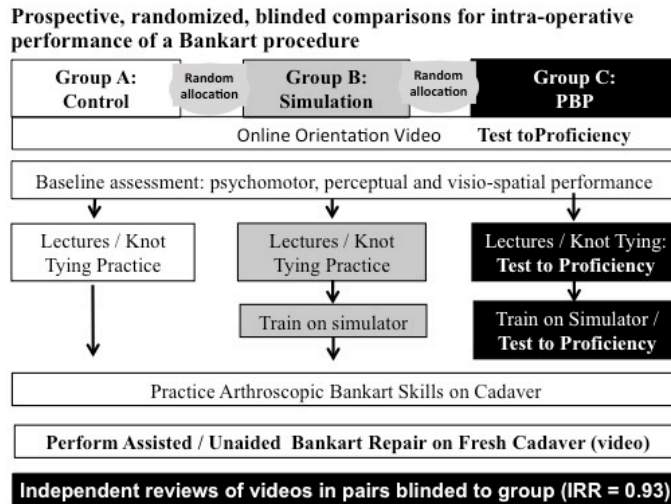 Prospective, randomized, blinded comparisons for intra-operative
performance of a Bankart procedure
Group A:
Control
Random
allocation
Group B:
Simulation
Random
allocation
Group C:
PBP
Online Orientation Video Test toProficiency
Baseline assessment: psychomotor, perceptual and visio-spatial performance
Lectures / Knot
Tying Practice
Lectures / Knot
Tying Practice
Lectures / Knot Tying:
Test to Proficiency
Train on simulator
Train on Simulator /
Test to Proficiency
Practice Arthroscopic Bankart Skills on Cadaver
Perform Assisted / Unaided Bankart Repair on Fresh Cadaver (video)
Independent reviews of videos in pairs blinded to group (IRR = 0.93)